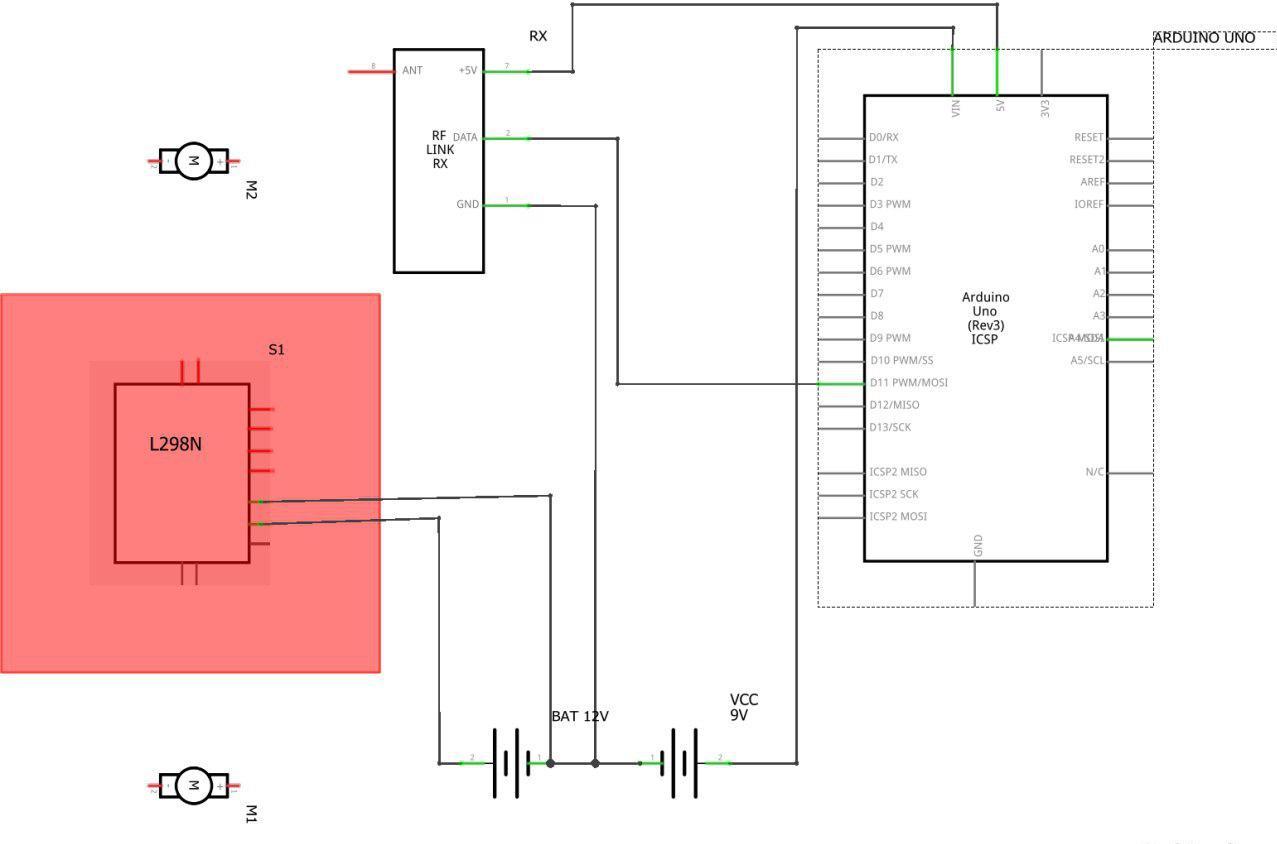 RX
ARDUINO UNO
8
ANT
+5V
7
RF
LINK
RX
DATA
2
GND
1
VIN
5V
3V3
D0/RX
RESET
D1/TX
RESET2
D2
AREF
D3 PWM
IOREF
D4
D5 PWM
A0
D6 PWM
A1
D7
A2
D8
A3
Arduino
Uno
(Rev3)
ICSP
D9 PWM
D10 PWM/SS
A5/SCL
D11 PWM/MOSI
D12/MISO
D13/SCK
ICSP2 MISO
N/C
ICSP2 SCK
ICSP2 MOSI
GND
2
-
M
+
1
M2
S1
L298N
BAT 12V
VCC
9V
2
1
1
2
2
-
M
+
1
M1